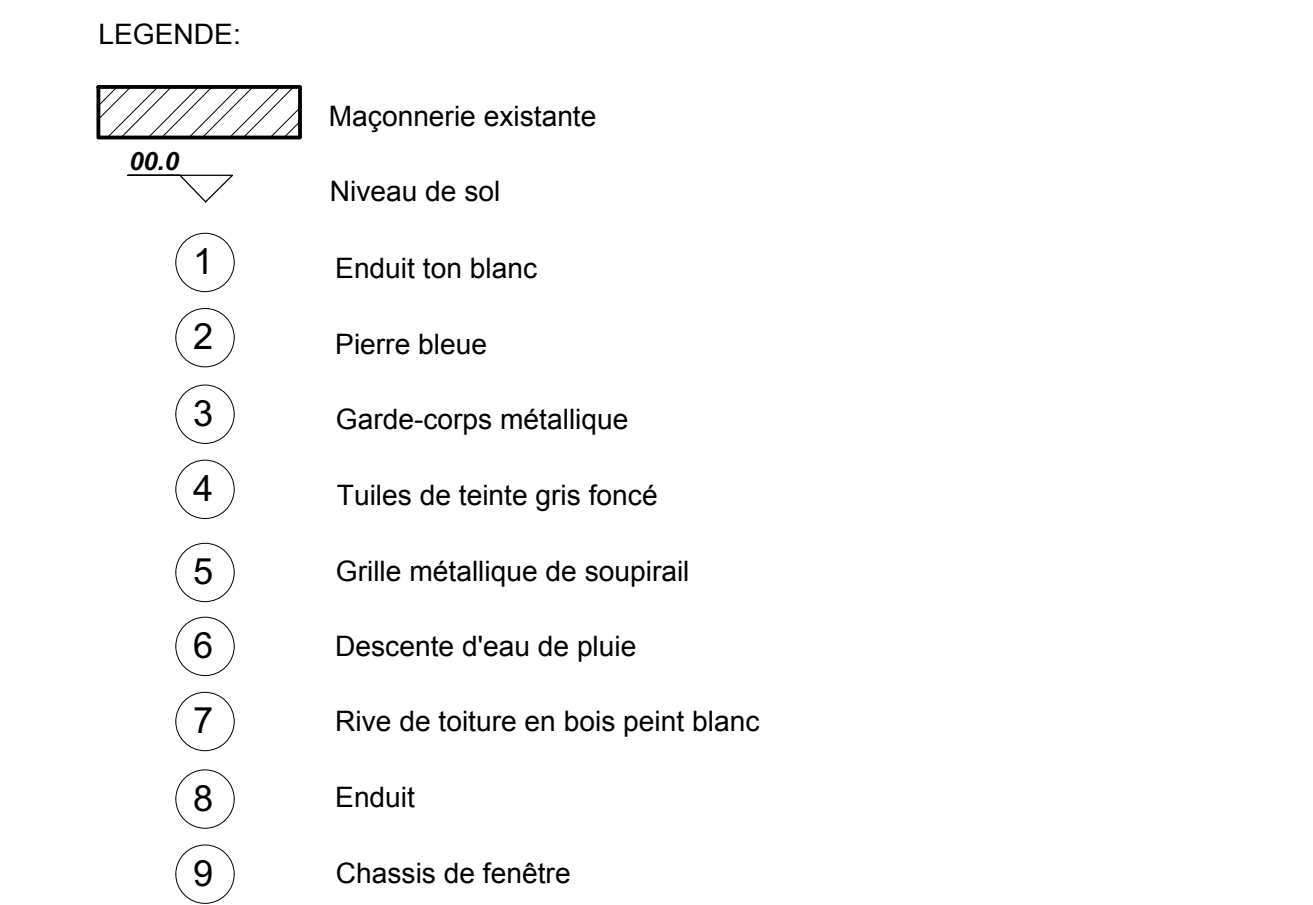 LEGENDE:
Maçonnerie existante
00.0
Niveau de sol
1 Enduit ton blanc
2 Pierre bleue
3 Garde-corps métallique
4 Tuiles de teinte gris foncé
5 Grille métallique de soupirail
6 Descente d'eau de pluie
7 Rive de toiture en bois peint blanc
8 Enduit
9 Chassis de fenêtre